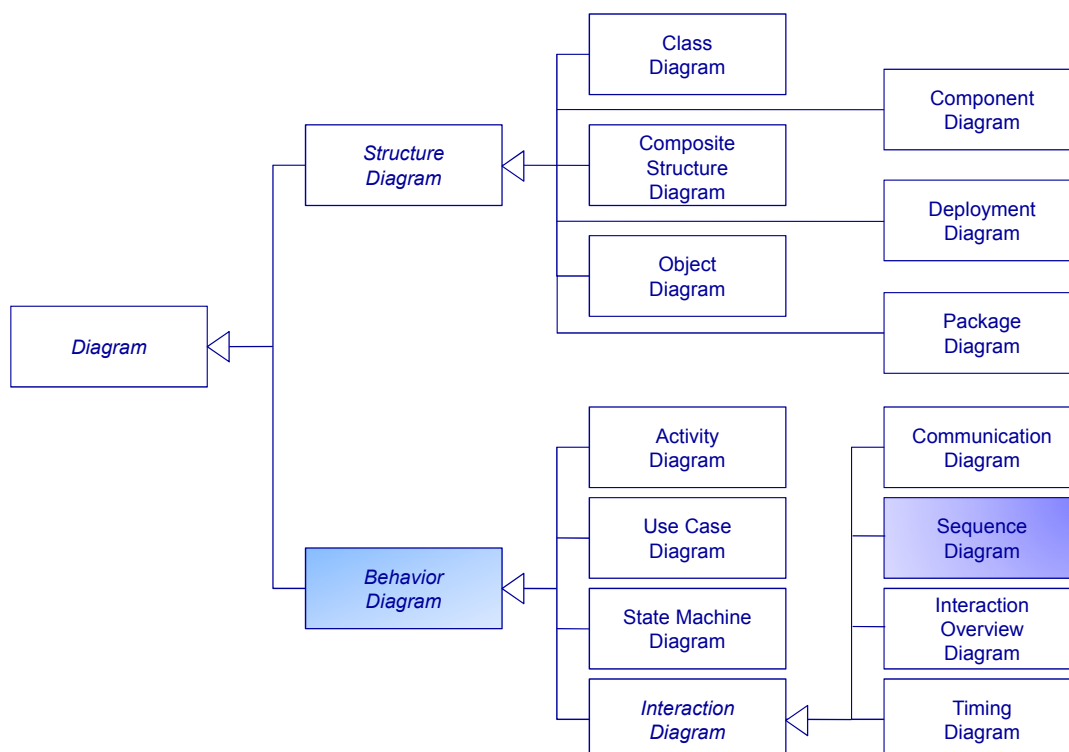 Class
Diagram
Component
Diagram
Structure
Diagram
Composite
Structure
Diagram
Deployment
Diagram
Object
Diagram
Diagram
Package
Diagram
Activity
Diagram
Communication
Diagram
Use Case
Diagram
Sequence
Diagram
Behavior
Diagram
State Machine
Diagram
Interaction
Overview
Diagram
Interaction
Diagram
Timing
Diagram